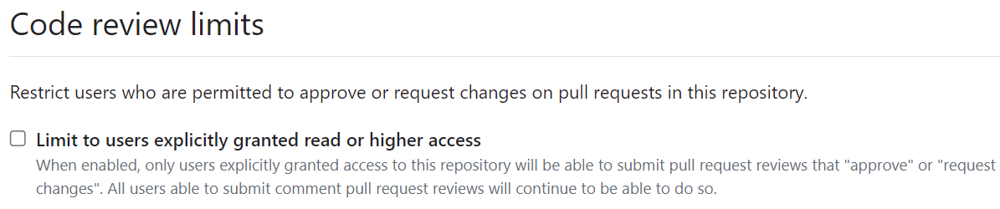 Code review limits
Restrict users who are permitted to approve or request changes on pull requests in this repository.
Limit to users explicitly granted read or higher access
When enabled, only users explicitly granted access to this repository will be able to submit pull request reviews that "approve" or "request
changes". All users able to submit comment pull request reviews will continue to be able to do so.